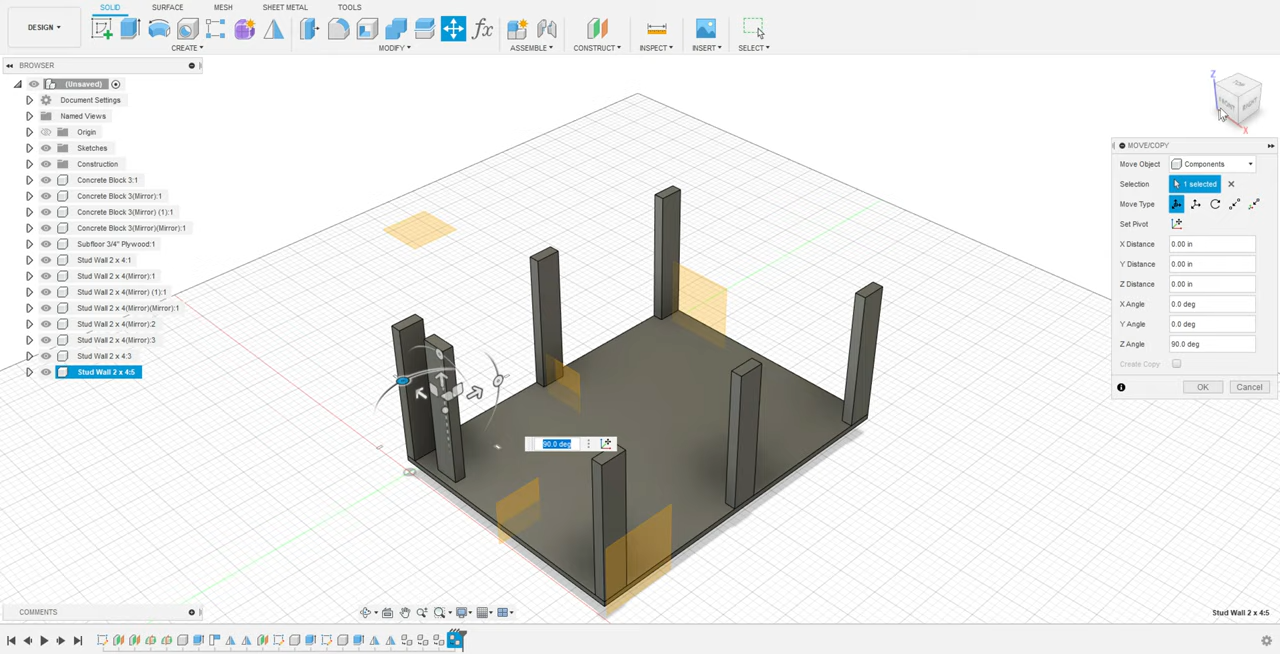 SOLID SURFACE MESH SHEET METAL TOOLS
DESIGN
CREATE MODIFY ASSEMBLE CONSTRUCT INSPECT INSERT SELECT
BROWSER
(Unsaved)
Document Settings
Named Views
Origin
Sketches
Construction
Concrete Block 3:1
Concrete Block 3(Mirror):1
Concrete Block 3(Mirror) (1):1
Concrete Block 3(Mirror)(Mirror):1
Subfloor 3/4" Plywood:1
Stud Wall 2 x 4:1
Stud Wall 2 x 4(Mirror):1
Stud Wall 2 x 4(Mirror) (1):1
Stud Wall 2 x 4(Mirror)(Mirror):1
Stud Wall 2 x 4(Mirror):2
Stud Wall 2 x 4(Mirror):3
Stud Wall 2 x 4:3
Stud Wall 2 x 4:5
90.0 deg
Z
TOP
FRONT RIGHT
X
MOVE/COPY
Move Object Components
Selection 1 selected
Move Type
Set Pivot
X Distance 0.00 in
Y Distance 0.00 in
Z Distance 0.00 in
X Angle 0.0 deg
Y Angle 0.0 deg
Z Angle 90.0 deg
Create Copy
OK Cancel
COMMENTS
Stud Wall 2 x 4:5